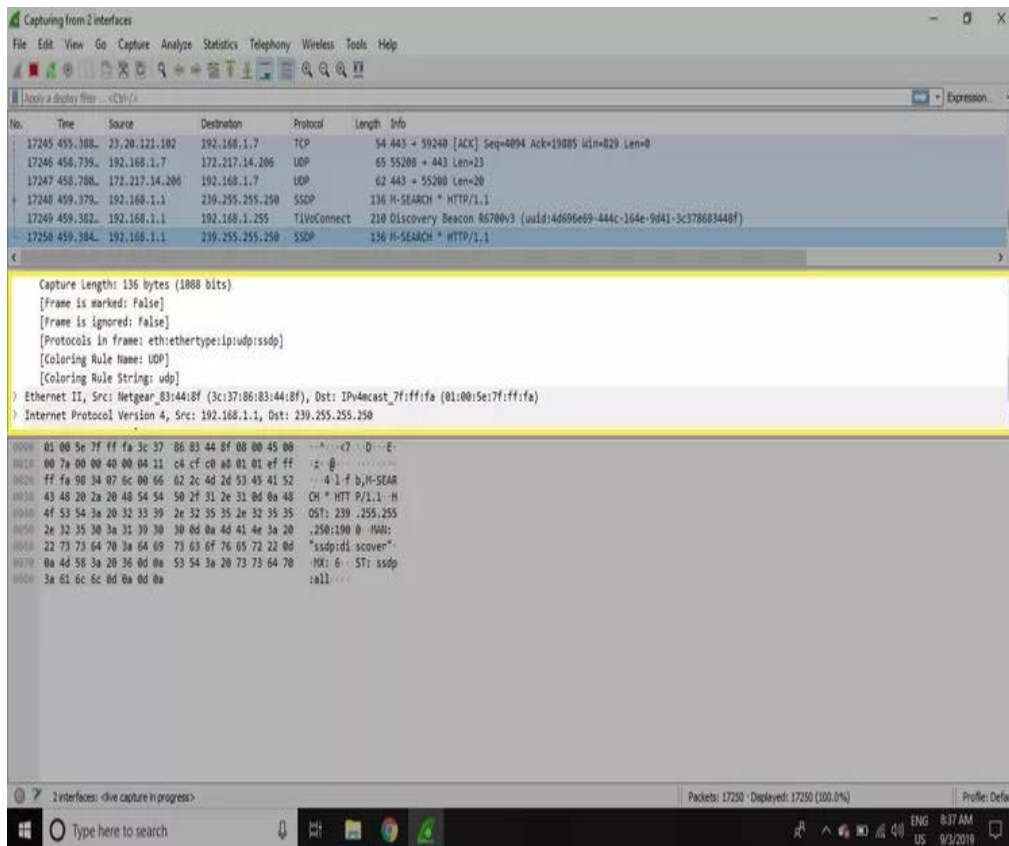 Capturing from 2 interfaces
File Edit View Go Capture Analyze Statistics Telephony Wireless Tools Help
Apply a display filter ... <Ctrl-/>
Expression...
No. Time Source Destination Protocol Length Info
17245 455.388… 23.20.121.102 192.168.1.7 TCP 54 443 → 59240 [ACK] Seq=4094 Ack=19885 Win=829 Len=0
17246 458.739… 192.168.1.7 172.217.14.206 UDP 65 55208 → 443 Len=23
17247 458.788… 172.217.14.206 192.168.1.7 UDP 62 443 → 55208 Len=20
17248 459.379… 192.168.1.1 239.255.255.250 SSDP 136 M-SEARCH * HTTP/1.1
17249 459.382… 192.168.1.1 192.168.1.255 TiVoConnect 210 Discovery Beacon R6700v3 (uuid:4d696e69-444c-164e-9d41-3c378683448f)
17250 459.384… 192.168.1.1 239.255.255.250 SSDP 136 M-SEARCH * HTTP/1.1
Capture Length: 136 bytes (1088 bits)
[Frame is marked: False]
[Frame is ignored: False]
[Protocols in frame: eth:ethertype:ip:udp:ssdp]
[Coloring Rule Name: UDP]
[Coloring Rule String: udp]
Ethernet II, Src: Netgear_83:44:8f (3c:37:86:83:44:8f), Dst: IPv4mcast_7f:ff:fa (01:00:5e:7f:ff:fa)
Internet Protocol Version 4, Src: 192.168.1.1, Dst: 239.255.255.250
0000 01 00 5e 7f ff fa 3c 37 86 83 44 8f 08 00 45 00 ··^···<7 ··D···E·
0010 00 7a 00 00 40 00 04 11 c4 cf c0 a8 01 01 ef ff ·z··@··· ········
0020 ff fa 98 34 07 6c 00 66 62 2c 4d 2d 53 45 41 52 ···4·l·f b,M-SEAR
0030 43 48 20 2a 20 48 54 54 50 2f 31 2e 31 0d 0a 48 CH * HTT P/1.1··H
0040 4f 53 54 3a 20 32 33 39 2e 32 35 35 2e 32 35 35 OST: 239 .255.255
0050 2e 32 35 30 3a 31 39 30 30 0d 0a 4d 41 4e 3a 20 .250:190 0··MAN:
0060 22 73 73 64 70 3a 64 69 73 63 6f 76 65 72 22 0d "ssdp:di scover"·
0070 0a 4d 58 3a 20 36 0d 0a 53 54 3a 20 73 73 64 70 ·MX: 6·· ST: ssdp
0080 3a 61 6c 6c 0d 0a 0d 0a :all····
2 interfaces: <live capture in progress>
Packets: 17250 · Displayed: 17250 (100.0%)
Profile: Defa
Type here to search
ENG
US
8:37 AM
9/3/2019